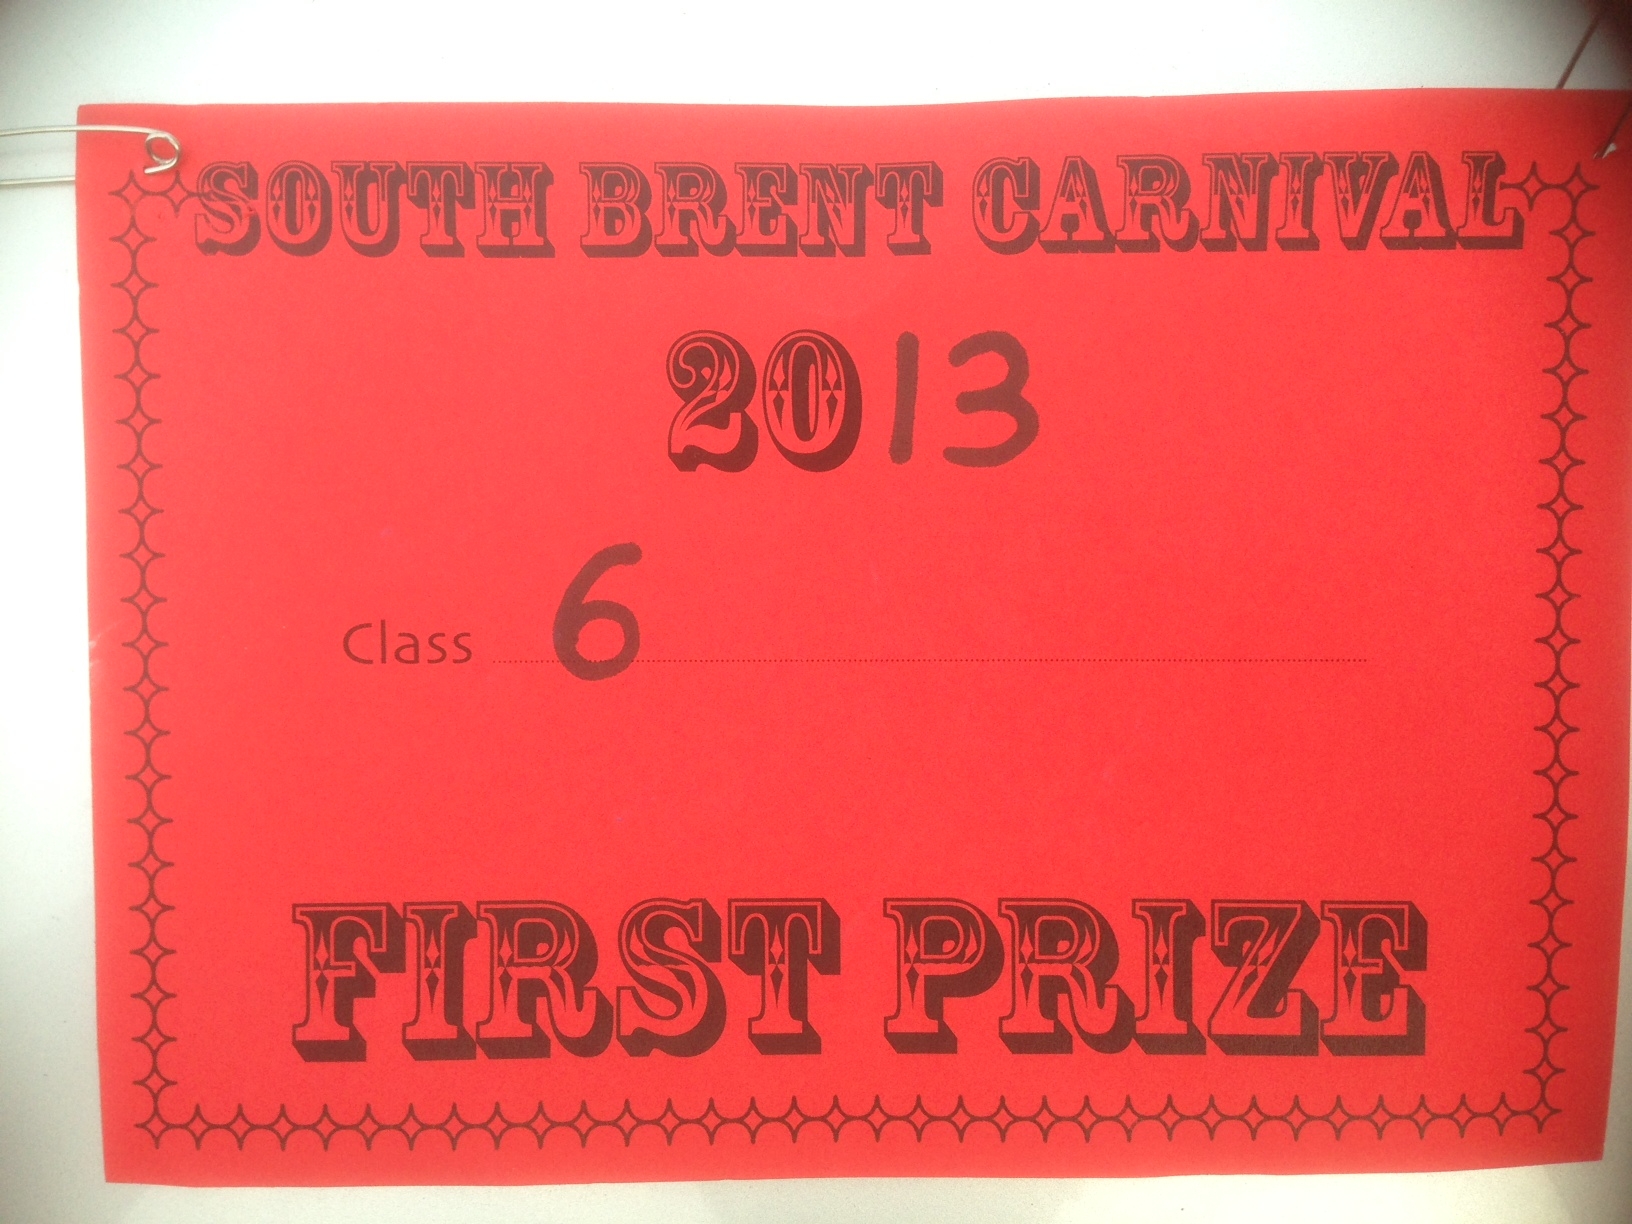 SOUTH BRENT CARNIVAL
2013
Class 6
FIRST PRIZE